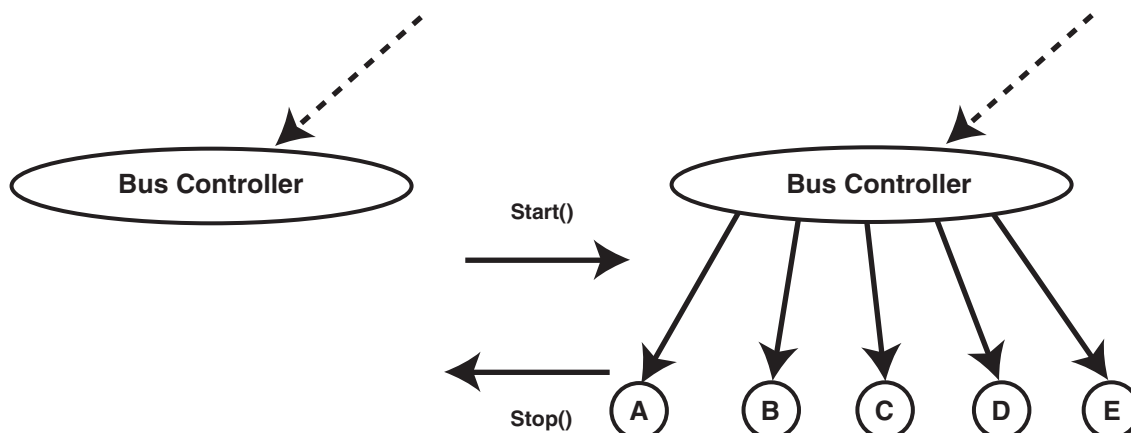 Bus Controller
Bus Controller
Start()
Stop()
A
B
C
D
E